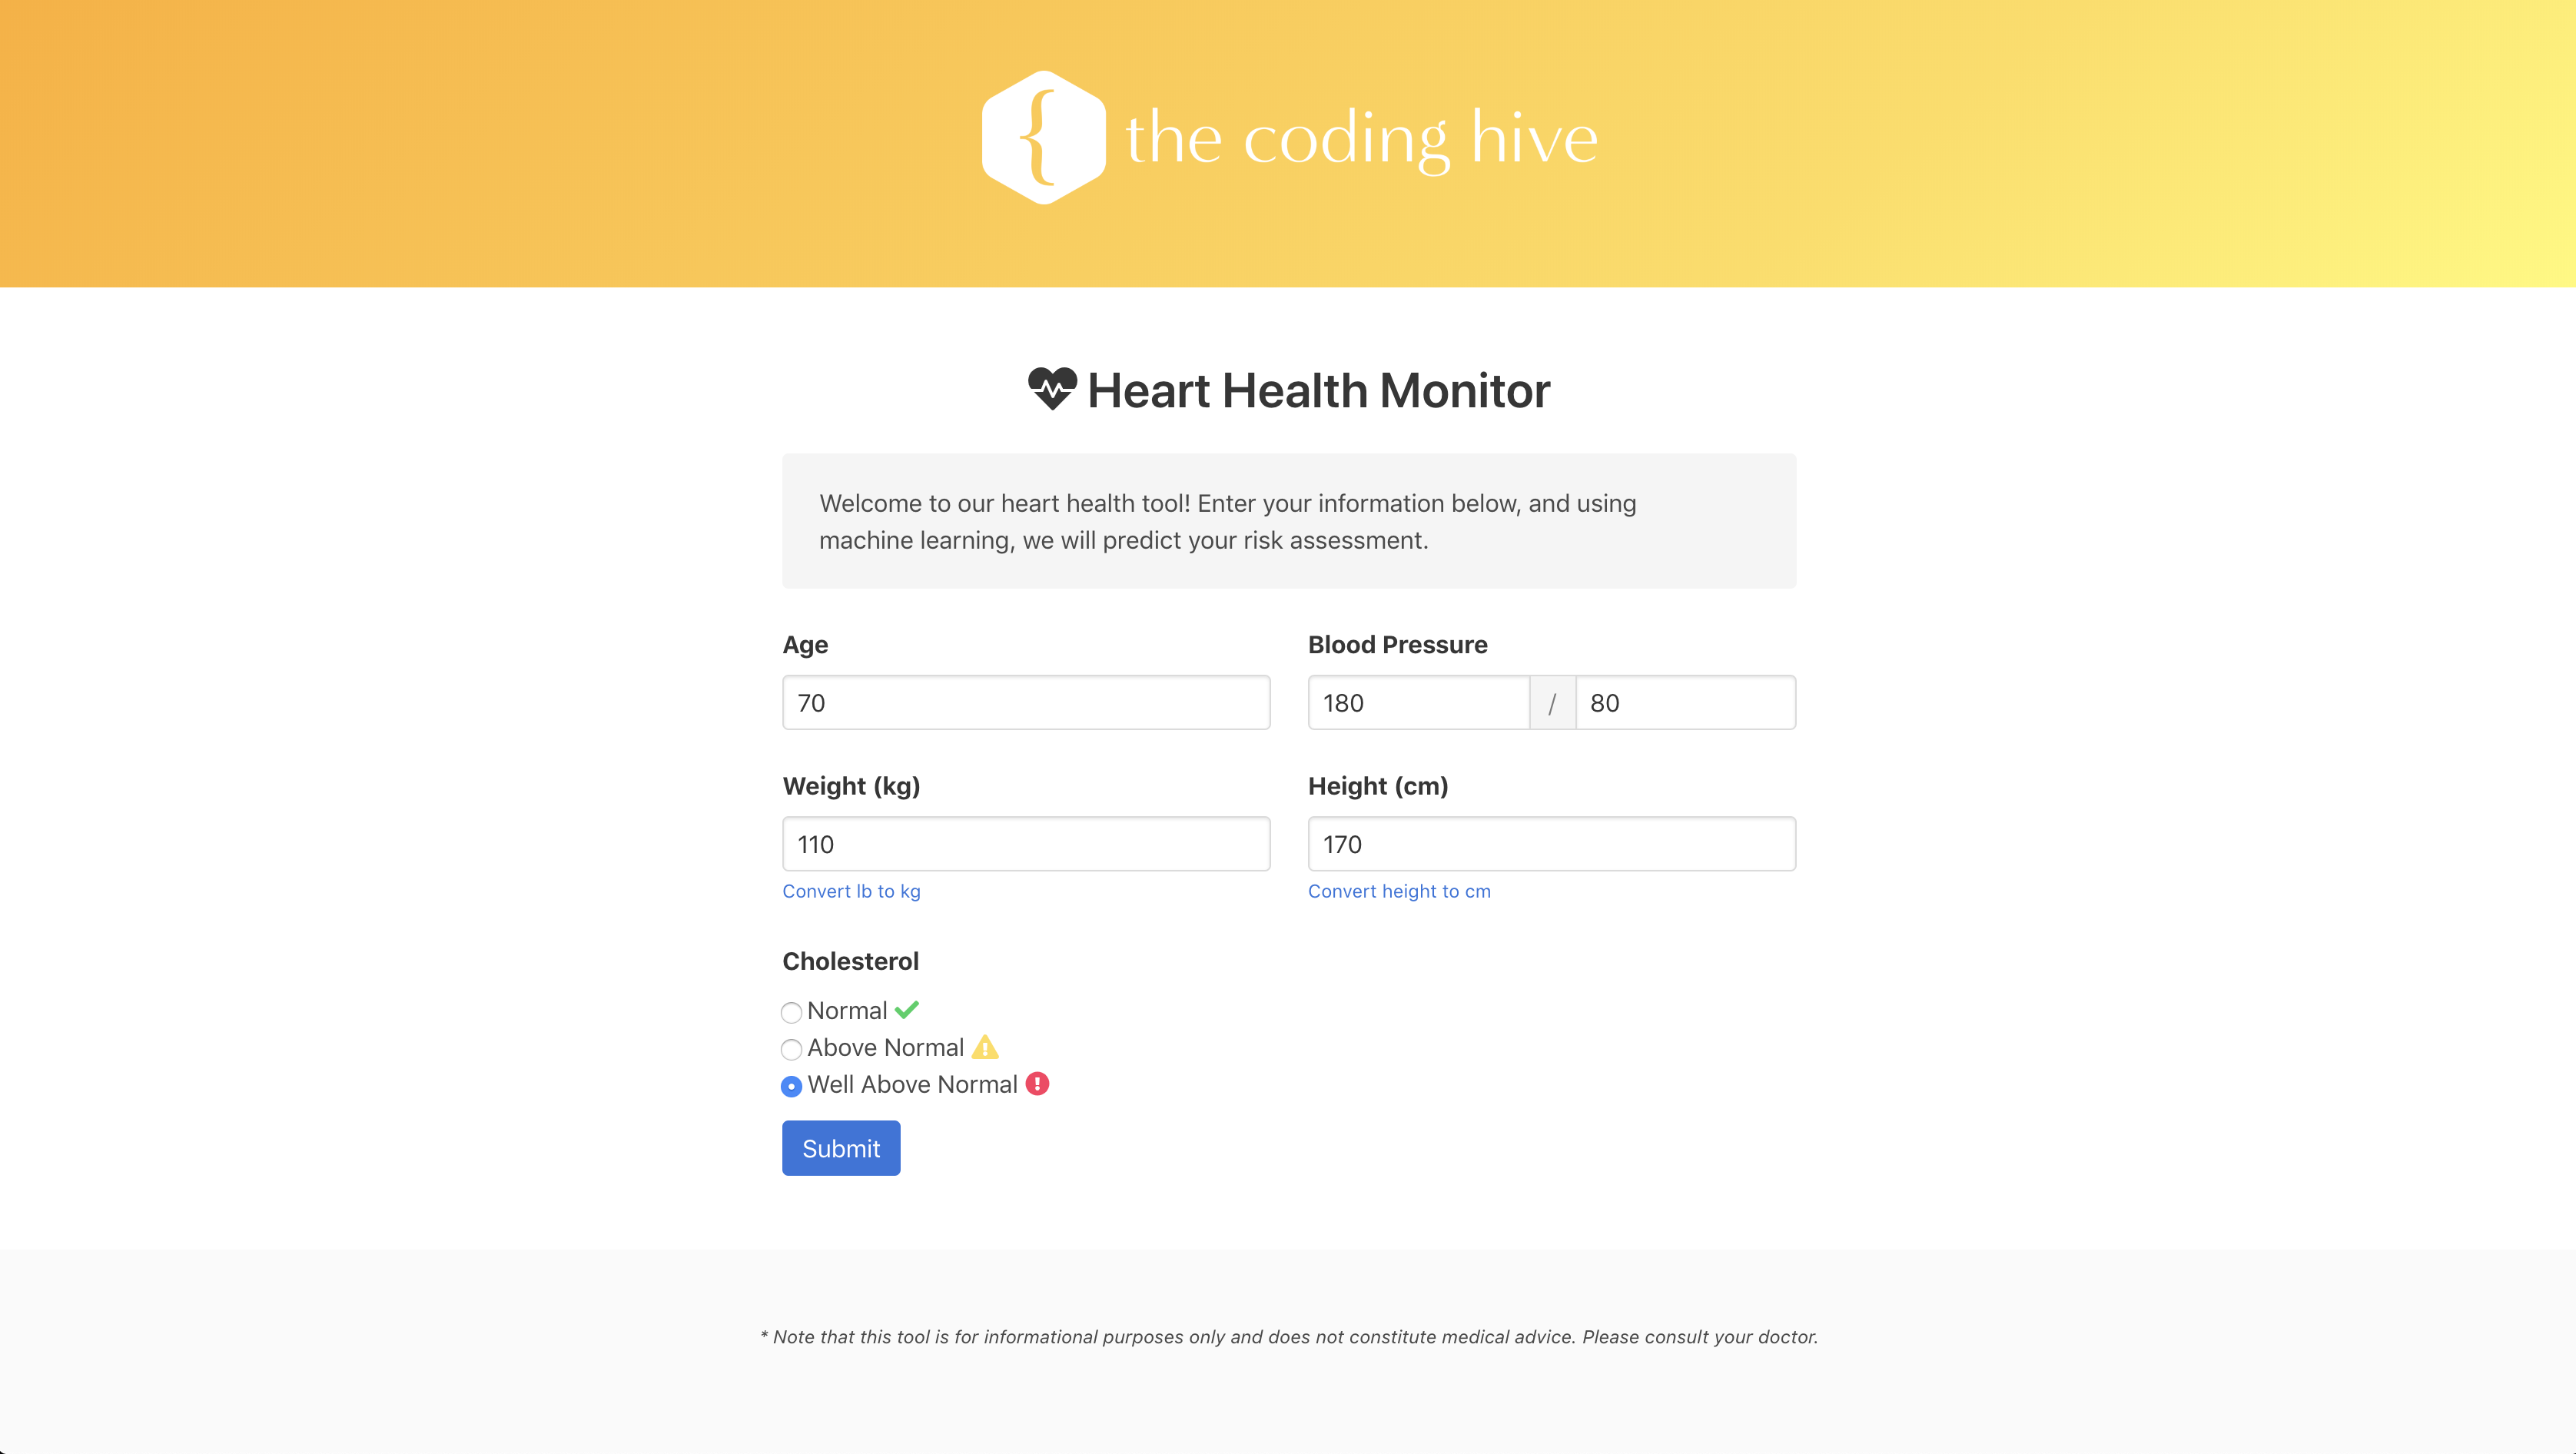 { the coding hive
Heart Health Monitor
Welcome to our heart health tool! Enter your information below, and using
machine learning, we will predict your risk assessment.
Age
Blood Pressure
70
180 / 80
Weight (kg)
Height (cm)
110
170
Convert lb to kg
Convert height to cm
Cholesterol
Normal
Above Normal
Well Above Normal
Submit
* Note that this tool is for informational purposes only and does not constitute medical advice. Please consult your doctor.